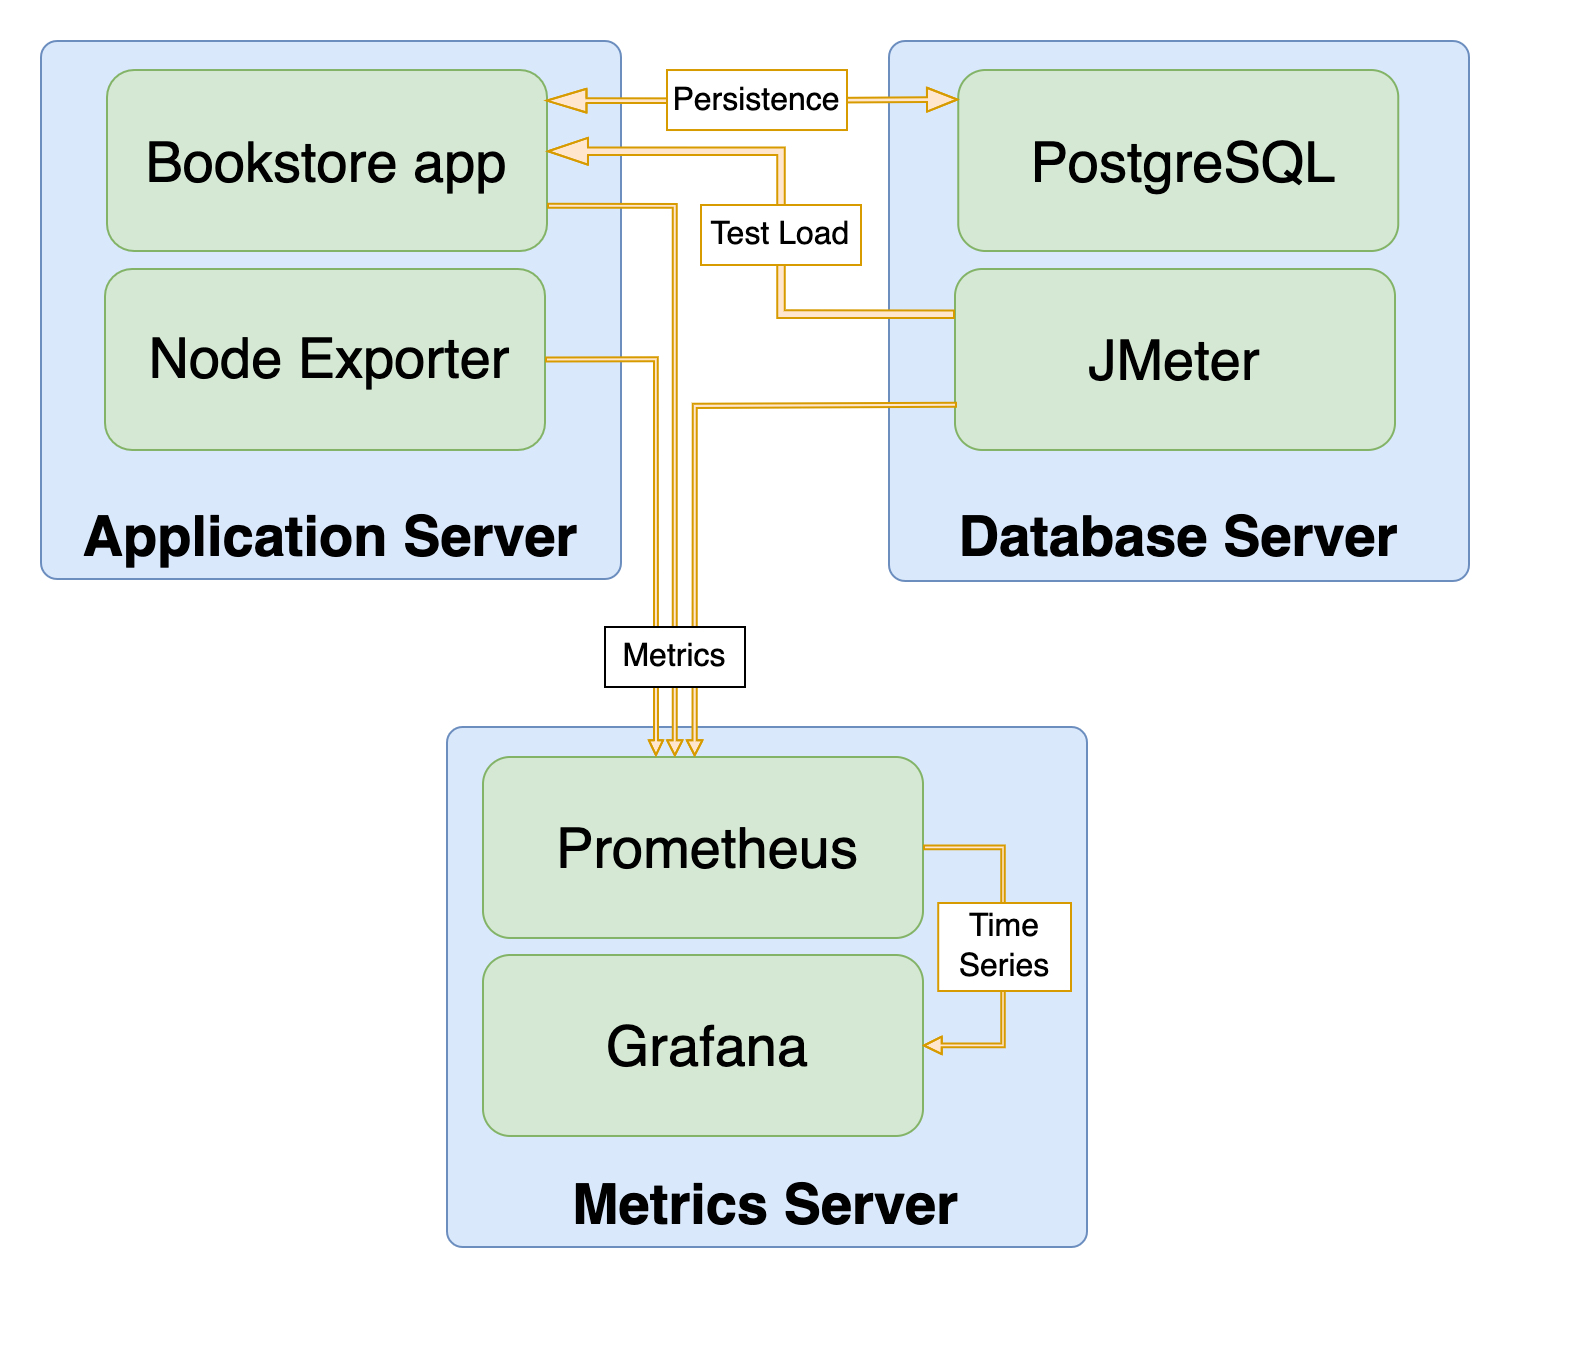 Bookstore app
Persistence
PostgreSQL
Test Load
Node Exporter
JMeter
Application Server
Database Server
Metrics
Prometheus
Time
Series
Grafana
Metrics Server